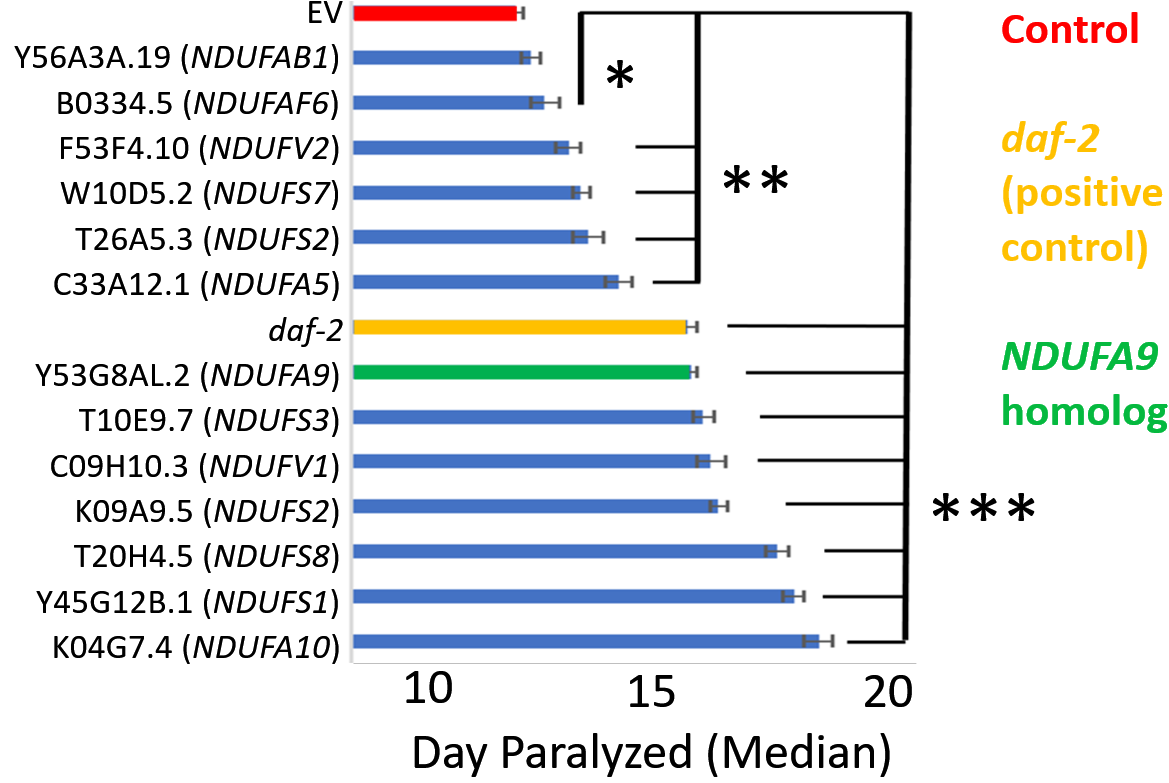 EV
Y56A3A.19 (NDUFAB1)
B0334.5 (NDUFAF6)
F53F4.10 (NDUFV2)
W10D5.2 (NDUFS7)
T26A5.3 (NDUFS2)
C33A12.1 (NDUFA5)
daf-2
Y53G8AL.2 (NDUFA9)
T10E9.7 (NDUFS3)
C09H10.3 (NDUFV1)
K09A9.5 (NDUFS2)
T20H4.5 (NDUFS8)
Y45G12B.1 (NDUFS1)
K04G7.4 (NDUFA10)
*
**
***
10 15 20
Day Paralyzed (Median)
Control
daf-2
(positive
control)
NDUFA9
homolog